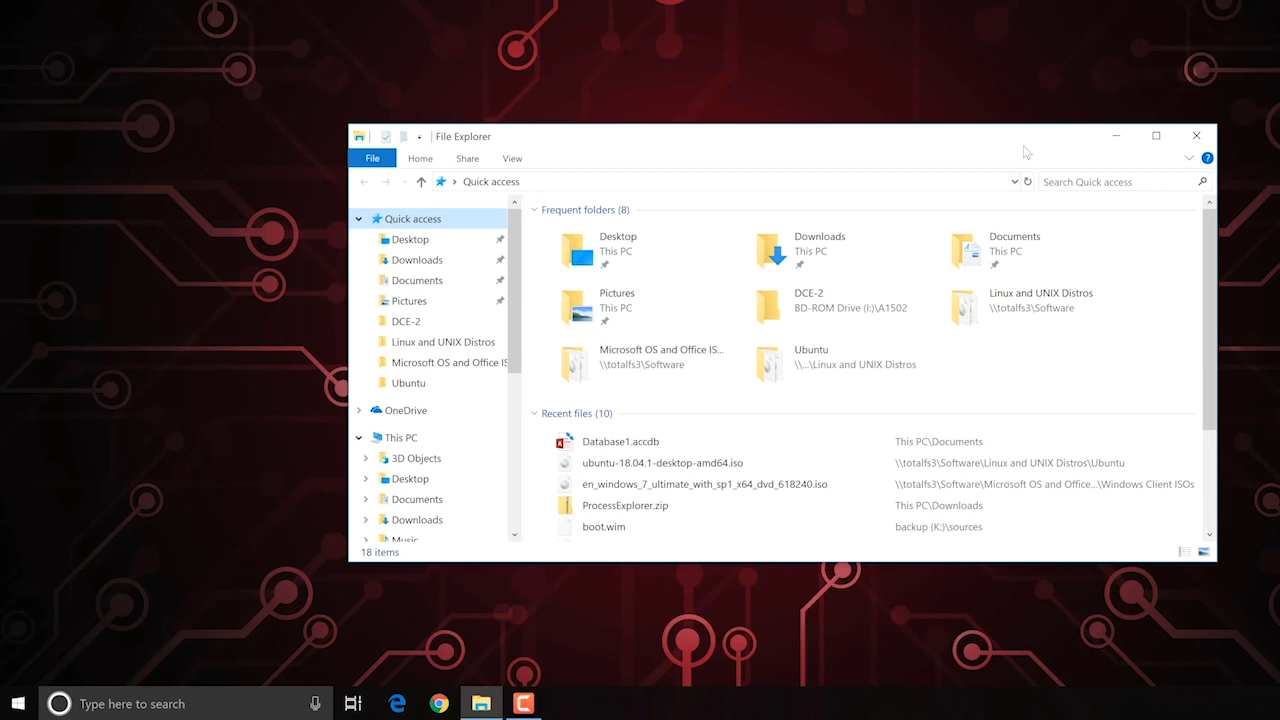 File Explorer
File Home Share View ?
Quick access
Search Quick access
Quick access
Desktop
Downloads
Documents
Pictures
DCE-2
Linux and UNIX Distros
Microsoft OS and Office IS
Ubuntu
OneDrive
This PC
3D Objects
Desktop
Documents
Downloads
Music
Frequent folders (8)
Desktop
This PC
Downloads
This PC
Documents
This PC
Pictures
This PC
DCE-2
BD-ROM Drive (I:)\A1502
Linux and UNIX Distros
\\totalfs3\Software
Microsoft OS and Office IS...
\\totalfs3\Software
Ubuntu
\\...\Linux and UNIX Distros
Recent files (10)
Database1.accdb This PC\Documents
ubuntu-18.04.1-desktop-amd64.iso \\totalfs3\Software\Linux and UNIX Distros\Ubuntu
en_windows_7_ultimate_with_sp1_x64_dvd_618240.iso \\totalfs3\Software\Microsoft OS and Office...\Windows Client ISOs
ProcessExplorer.zip This PC\Downloads
boot.wim backup (K:)\sources
18 items
Type here to search